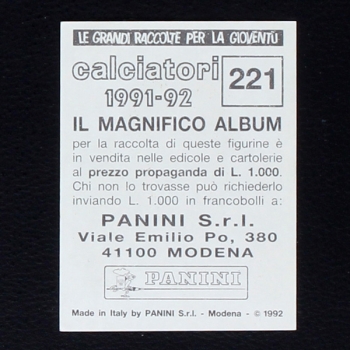 LE GRANDI RACCOLTE PER LA GIOVENTÙ
calciatori
1991-92
221
IL MAGNIFICO ALBUM
per la raccolta di queste figurine è
in vendita nelle edicole e cartolerie
al prezzo propaganda di L. 1.000.
Chi non lo trovasse può richiederlo
inviando L. 1.000 in francobolli a:
PANINI S.r.l.
Viale Emilio Po, 380
41100 MODENA
PANINI
Made in Italy by PANINI S.r.l. - Modena - © 1992